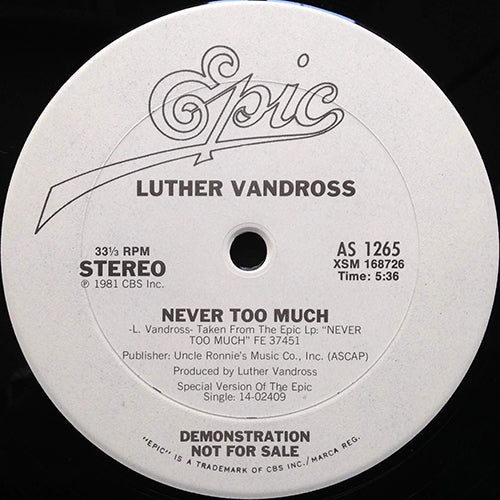 Epic
LUTHER VANDROSS
33⅓ RPM
STEREO
℗ 1981 CBS Inc.
AS 1265
XSM 168726
Time: 5:36
NEVER TOO MUCH
-L. Vandross- Taken From The Epic Lp: "NEVER
TOO MUCH" FE 37451
Publisher: Uncle Ronnie's Music Co., Inc. (ASCAP)
Produced by Luther Vandross
Special Version Of The Epic
Single: 14-02409
DEMONSTRATION
NOT FOR SALE
"EPIC" IS A TRADEMARK OF CBS INC./MARCA REG.